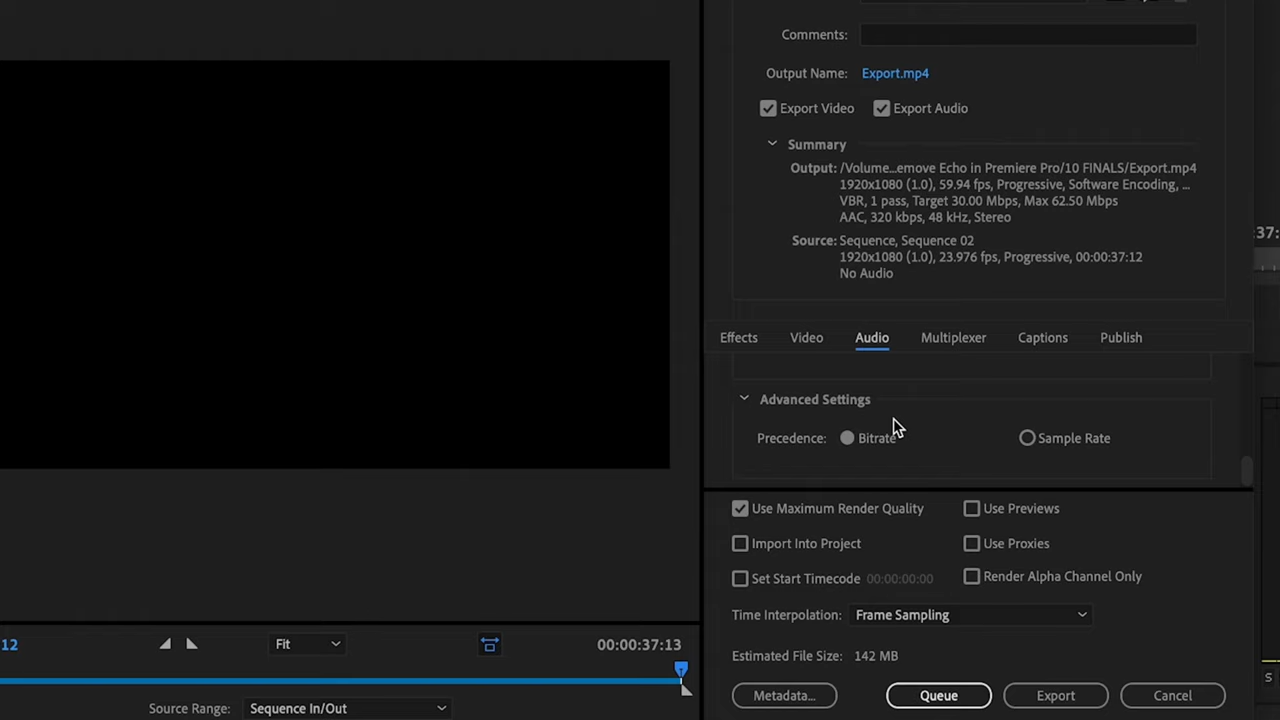 Comments:
Output Name: Export.mp4
Export Video Export Audio
Summary
Output: /Volume...emove Echo in Premiere Pro/10 FINALS/Export.mp4
1920x1080 (1.0), 59.94 fps, Progressive, Software Encoding, ...
VBR, 1 pass, Target 30.00 Mbps, Max 62.50 Mbps
AAC, 320 kbps, 48 kHz, Stereo
Source: Sequence, Sequence 02
1920x1080 (1.0), 23.976 fps, Progressive, 00:00:37:12
No Audio
:37:
Effects Video Audio Multiplexer Captions Publish
Advanced Settings
Precedence: Bitrate Sample Rate
Use Maximum Render Quality Use Previews
Import Into Project Use Proxies
Set Start Timecode 00:00:00:00 Render Alpha Channel Only
Time Interpolation: Frame Sampling
Estimated File Size: 142 MB
Metadata... Queue Export Cancel
12 Fit 00:00:37:13
Source Range: Sequence In/Out
S